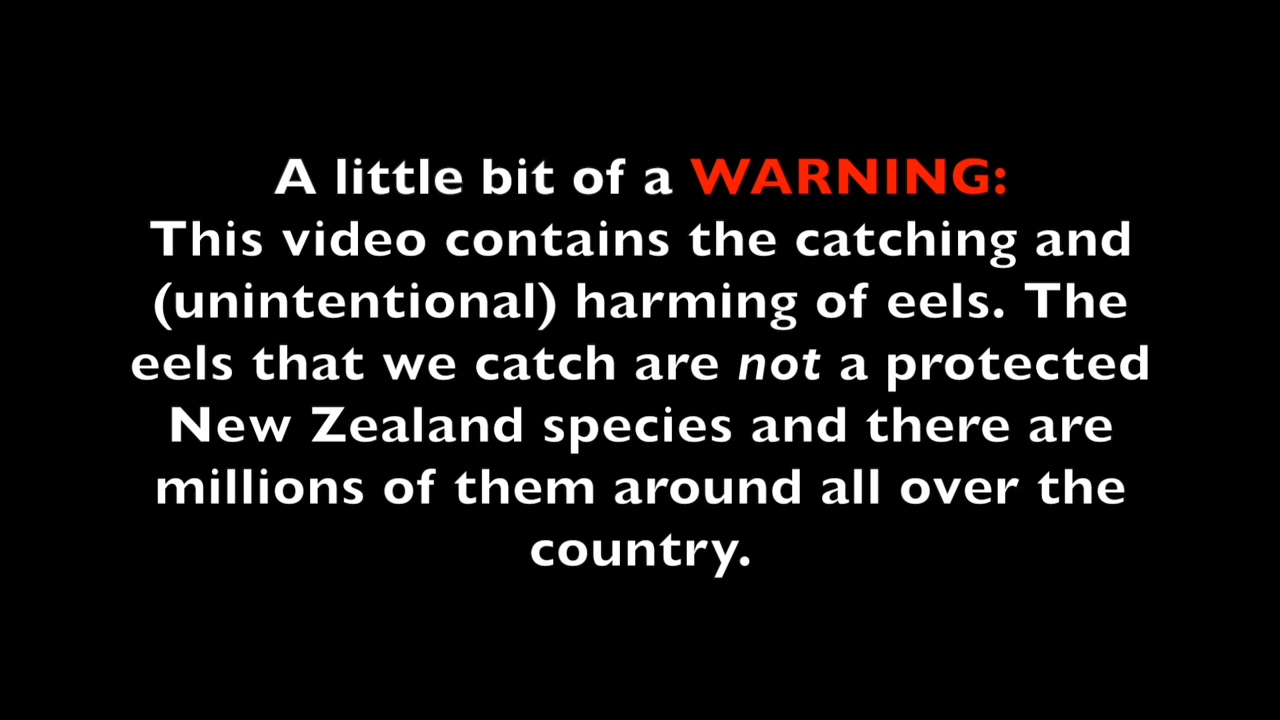 A little bit of a WARNING:
This video contains the catching and
(unintentional) harming of eels. The
eels that we catch are not a protected
New Zealand species and there are
millions of them around all over the
country.